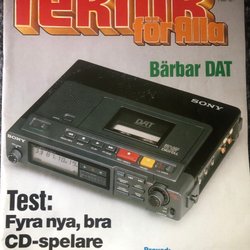 TEKNIK
för Alla
Bärbar DAT
SONY
DAT
SONY
Test:
Fyra nya, bra
CD-spelare